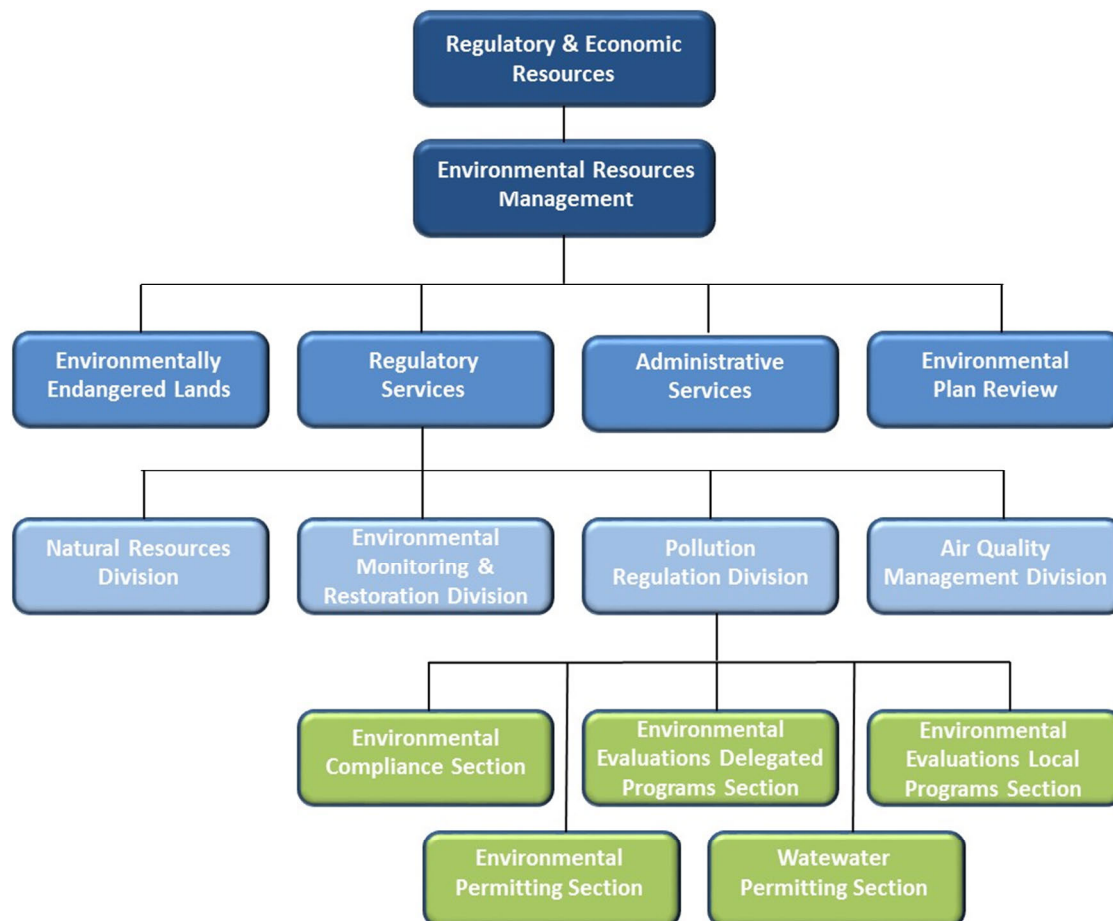 Regulatory & Economic
Resources
Environmental Resources
Management
Environmentally
Endangered Lands
Regulatory
Services
Administrative
Services
Environmental
Plan Review
Natural Resources
Division
Environmental
Monitoring &
Restoration Division
Pollution
Regulation Division
Air Quality
Management Division
Environmental
Compliance Section
Environmental
Evaluations Delegated
Programs Section
Environmental
Evaluations Local
Programs Section
Environmental
Permitting Section
Watewater
Permitting Section